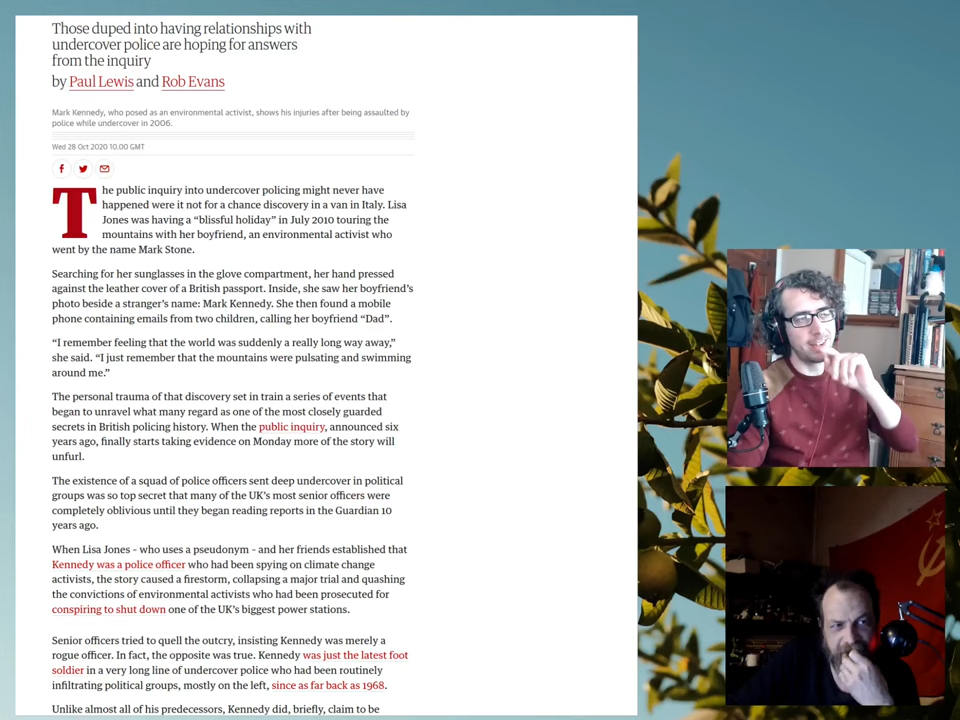 Those duped into having relationships with
undercover police are hoping for answers
from the inquiry
by Paul Lewis and Rob Evans
Mark Kennedy, who posed as an environmental activist, shows his injuries after being assaulted by
police while undercover in 2006.
Wed 28 Oct 2020 10.00 GMT
The public inquiry into undercover policing might never have
happened were it not for a chance discovery in a van in Italy. Lisa
Jones was having a “blissful holiday” in July 2010 touring the
mountains with her boyfriend, an environmental activist who
went by the name Mark Stone.
Searching for her sunglasses in the glove compartment, her hand pressed
against the leather cover of a British passport. Inside, she saw her boyfriend’s
photo beside a stranger’s name: Mark Kennedy. She then found a mobile
phone containing emails from two children, calling her boyfriend “Dad”.
“I remember feeling that the world was suddenly a really long way away,”
she said. “I just remember that the mountains were pulsating and swimming
around me.”
The personal trauma of that discovery set in train a series of events that
began to unravel what many regard as one of the most closely guarded
secrets in British policing history. When the public inquiry, announced six
years ago, finally starts taking evidence on Monday more of the story will
unfurl.
The existence of a squad of police officers sent deep undercover in political
groups was so top secret that many of the UK’s most senior officers were
completely oblivious until they began reading reports in the Guardian 10
years ago.
When Lisa Jones – who uses a pseudonym – and her friends established that
Kennedy was a police officer who had been spying on climate change
activists, the story caused a firestorm, collapsing a major trial and quashing
the convictions of environmental activists who had been prosecuted for
conspiring to shut down one of the UK’s biggest power stations.
Senior officers tried to quell the outcry, insisting Kennedy was merely a
rogue officer. In fact, the opposite was true. Kennedy was just the latest foot
soldier in a very long line of undercover police who had been routinely
infiltrating political groups, mostly on the left, since as far back as 1968.
Unlike almost all of his predecessors, Kennedy did, briefly, claim to be